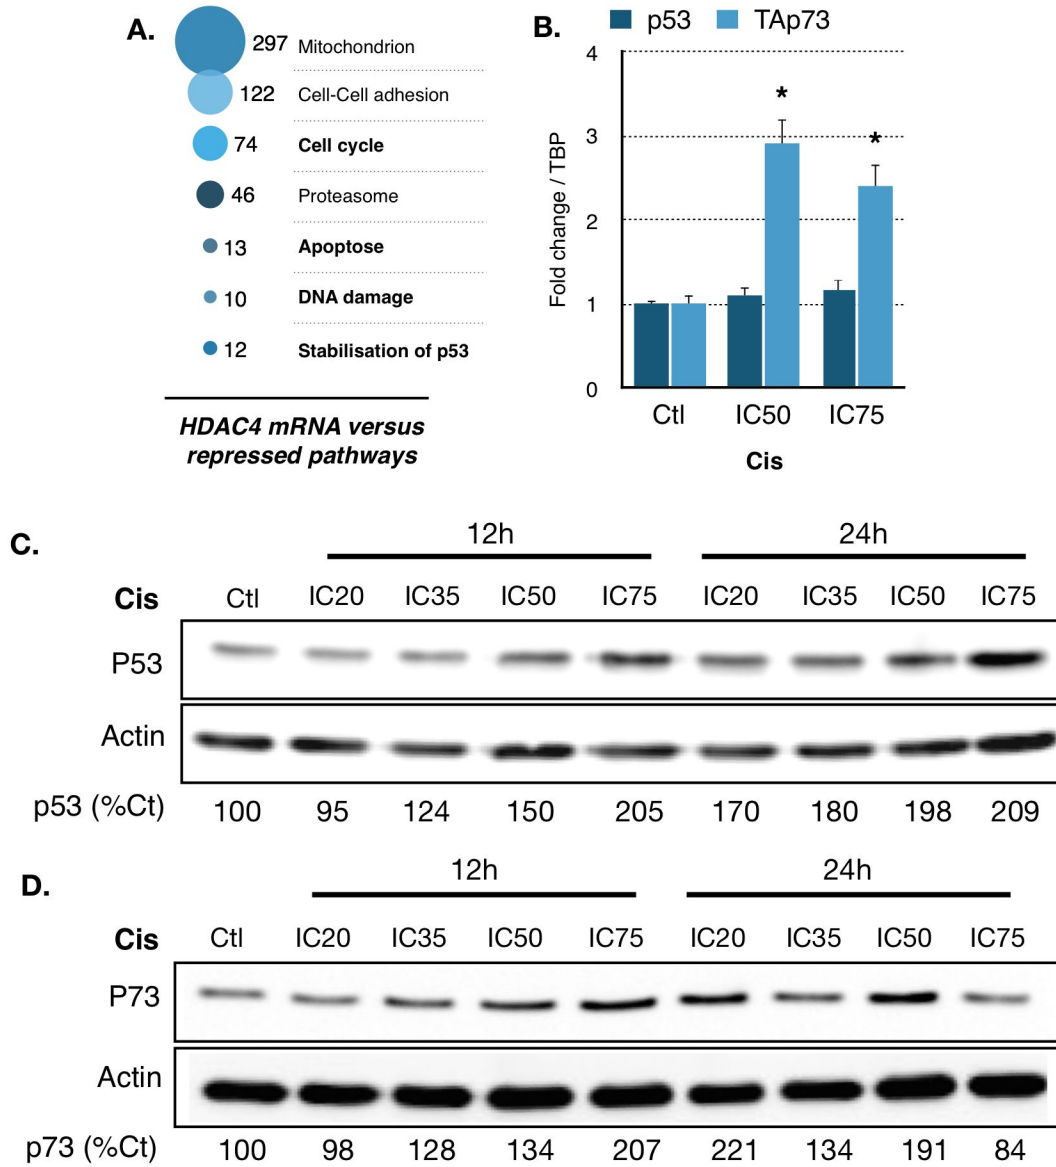 A.
297 Mitochondrion
122 Cell-Cell adhesion
74 Cell cycle
46 Proteasome
13 Apoptose
10 DNA damage
12 Stabilisation of p53
HDAC4 mRNA versus
repressed pathways
B.
p53 TAp73
Fold change / TBP
4
3
2
1
0
* *
Ctl IC50 IC75
Cis
C.
12h 24h
Cis Ctl IC20 IC35 IC50 IC75 IC20 IC35 IC50 IC75
P53
Actin
p53 (%Ct) 100 95 124 150 205 170 180 198 209
D.
12h 24h
Cis Ctl IC20 IC35 IC50 IC75 IC20 IC35 IC50 IC75
P73
Actin
p73 (%Ct) 100 98 128 134 207 221 134 191 84